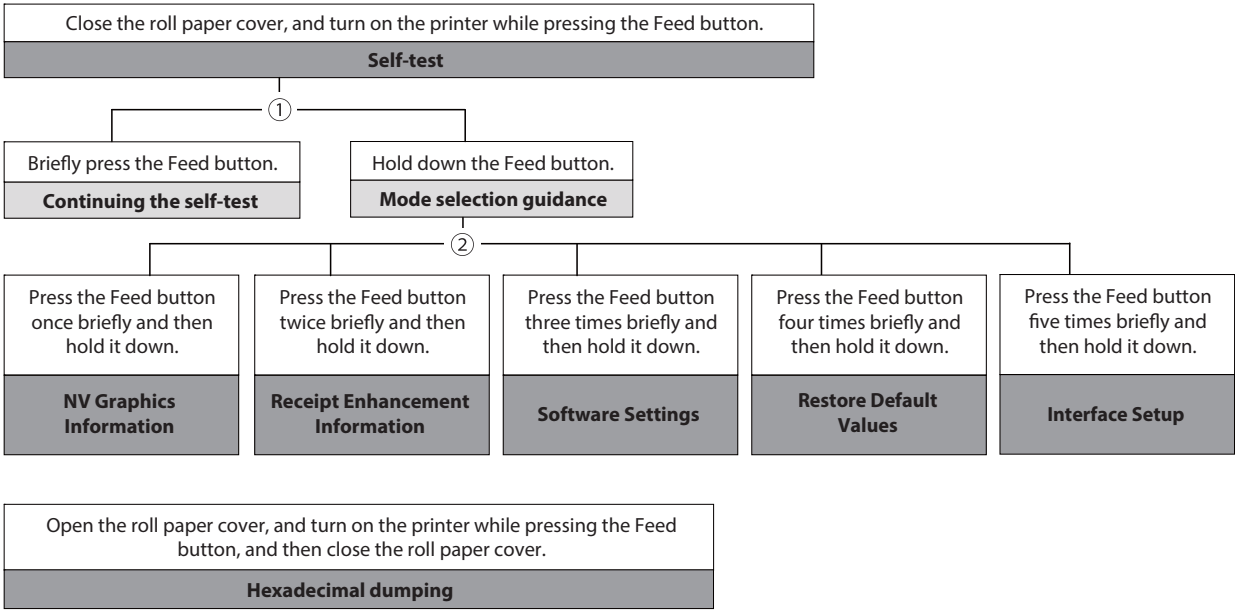 Close the roll paper cover, and turn on the printer while pressing the Feed button.
Self-test
①
Briefly press the Feed button.
Continuing the self-test
Hold down the Feed button.
Mode selection guidance
②
Press the Feed button
once briefly and then
hold it down.
NV Graphics
Information
Press the Feed button
twice briefly and then
hold it down.
Receipt Enhancement
Information
Press the Feed button
three times briefly and
then hold it down.
Software Settings
Press the Feed button
four times briefly and
then hold it down.
Restore Default
Values
Press the Feed button
five times briefly and
then hold it down.
Interface Setup
Open the roll paper cover, and turn on the printer while pressing the Feed
button, and then close the roll paper cover.
Hexadecimal dumping